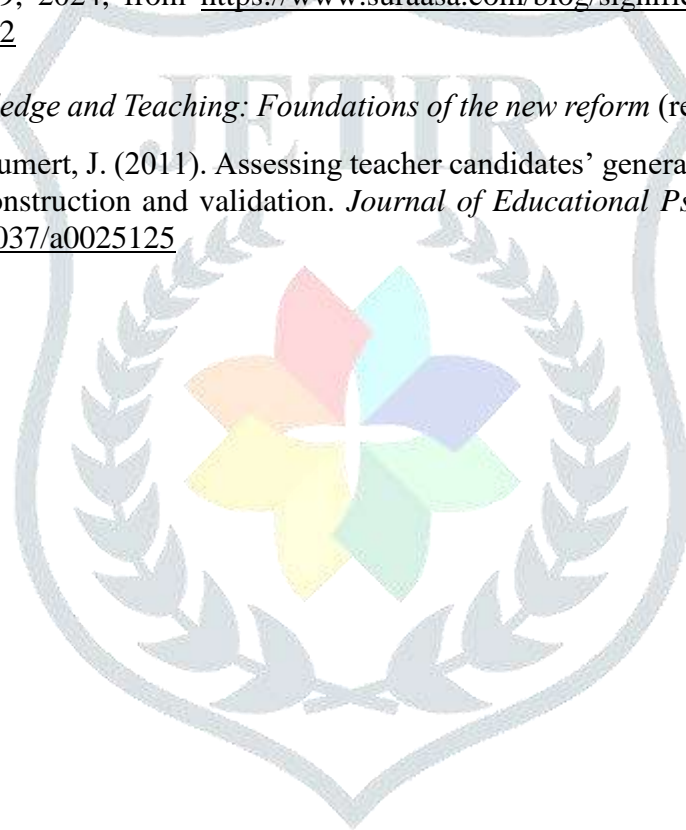 9, 2024, from https://www.suraasa.com/blog/signific
2
JETIR
ledge and Teaching: Foundations of the new reform (re
umert, J. (2011). Assessing teacher candidates’ genera
onstruction and validation. Journal of Educational Ps
037/a0025125